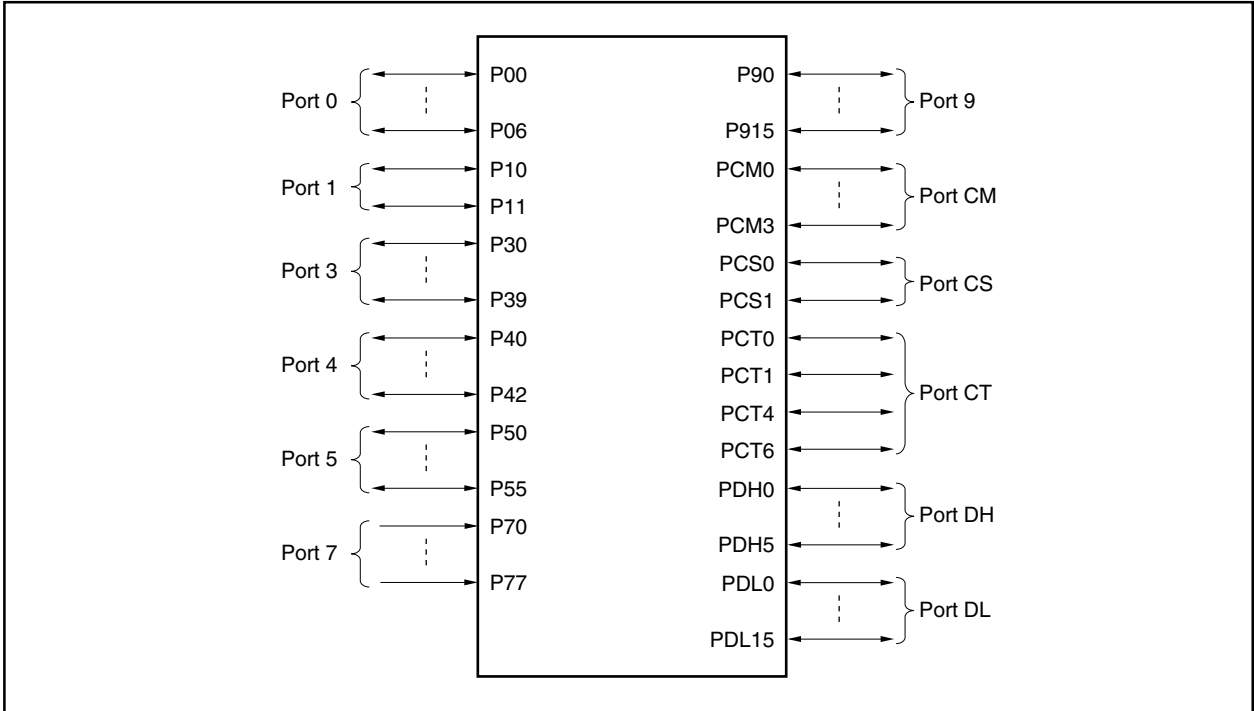 Port 0
P00
P06
Port 1
P10
P11
Port 3
P30
P39
Port 4
P40
P42
Port 5
P50
P55
Port 7
P70
P77
P90
P915
Port 9
PCM0
PCM3
Port CM
PCS0
PCS1
Port CS
PCT0
PCT1
PCT4
PCT6
Port CT
PDH0
PDH5
Port DH
PDL0
PDL15
Port DL